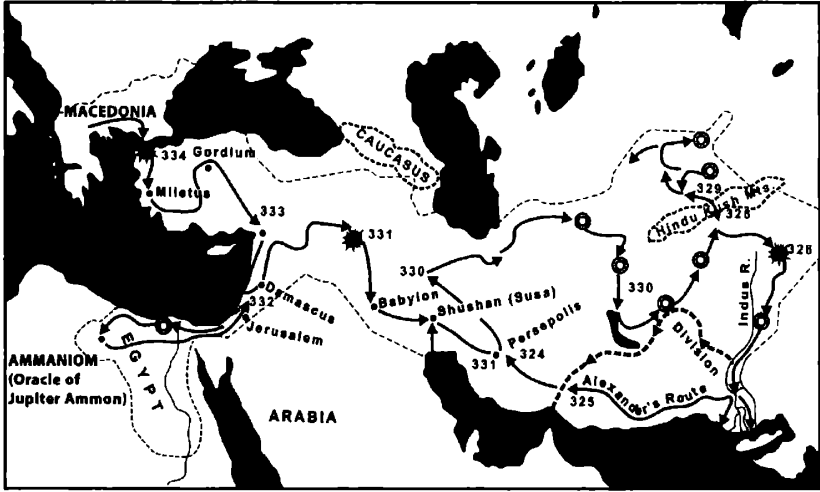 MACEDONIA
334
Gordium
Miletus
CAUCASUS
333
331
329
328
Hindu Kush Mts.
328
330
330
Babylon
Shushan (Susa)
Damascus
332
Jerusalem
Persepolis
Division
Indus R.
AMMANIOM
(Oracle of
Jupiter Ammon)
EGYPT
331
324
325
Alexander's Route
ARABIA